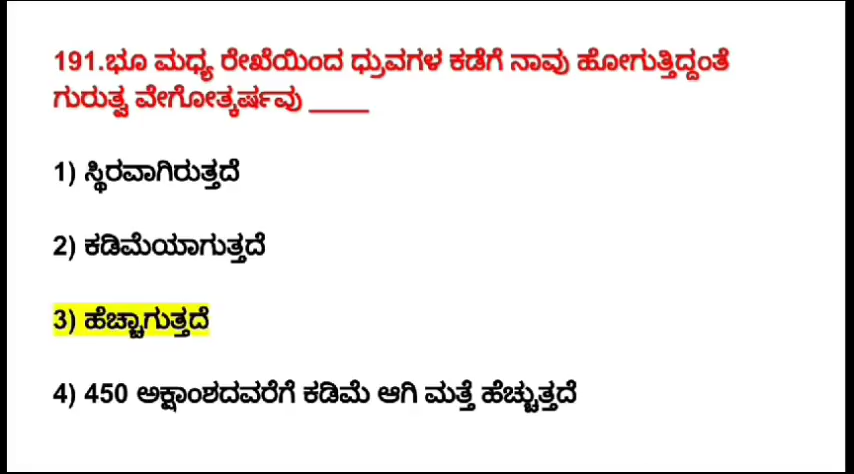 191.ಭೂ ಮಧ್ಯ ರೇಖೆಯಿಂದ ಧ್ರುವಗಳ ಕಡೆಗೆ ನಾವು ಹೋಗುತ್ತಿದ್ದಂತೆ
ಗುರುತ್ವ ವೇಗೋತ್ಕರ್ಷವು ____
1) ಸ್ಥಿರವಾಗಿರುತ್ತದೆ
2) ಕಡಿಮೆಯಾಗುತ್ತದೆ
3) ಹೆಚ್ಚಾಗುತ್ತದೆ
4) 450 ಅಕ್ಷಾಂಶದವರೆಗೆ ಕಡಿಮೆ ಆಗಿ ಮತ್ತೆ ಹೆಚ್ಚುತ್ತದೆ